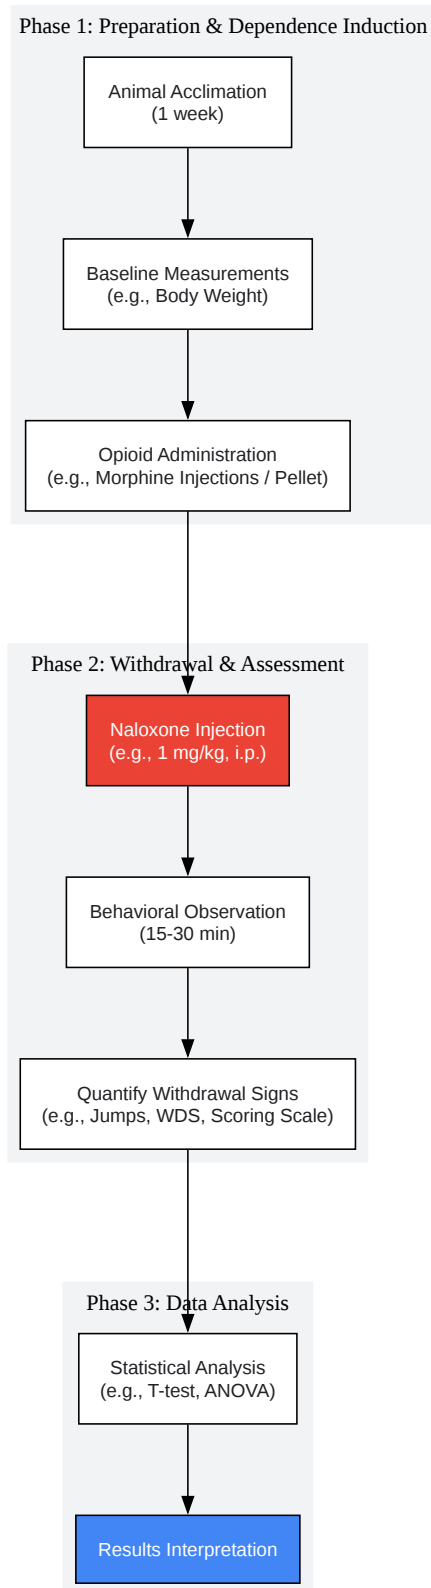 Phase 1: Preparation & Dependence Induction
Animal Acclimation
(1 week)
Baseline Measurements
(e.g., Body Weight)
Opioid Administration
(e.g., Morphine Injections / Pellet)
Phase 2: Withdrawal & Assessment
Naloxone Injection
(e.g., 1 mg/kg, i.p.)
Behavioral Observation
(15-30 min)
Quantify Withdrawal Signs
(e.g., Jumps, WDS, Scoring Scale)
Phase 3: Data Analysis
Statistical Analysis
(e.g., T-test, ANOVA)
Results Interpretation